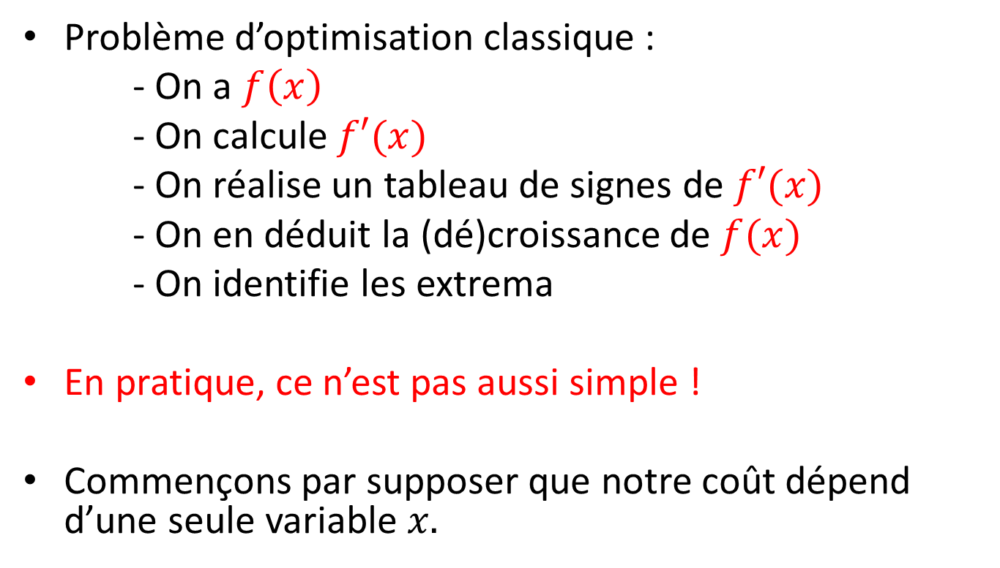 • Problème d’optimisation classique :
- On a f(x)
- On calcule f′(x)
- On réalise un tableau de signes de f′(x)
- On en déduit la (dé)croissance de f(x)
- On identifie les extrema
• En pratique, ce n’est pas aussi simple !
• Commençons par supposer que notre coût dépend
d’une seule variable x.